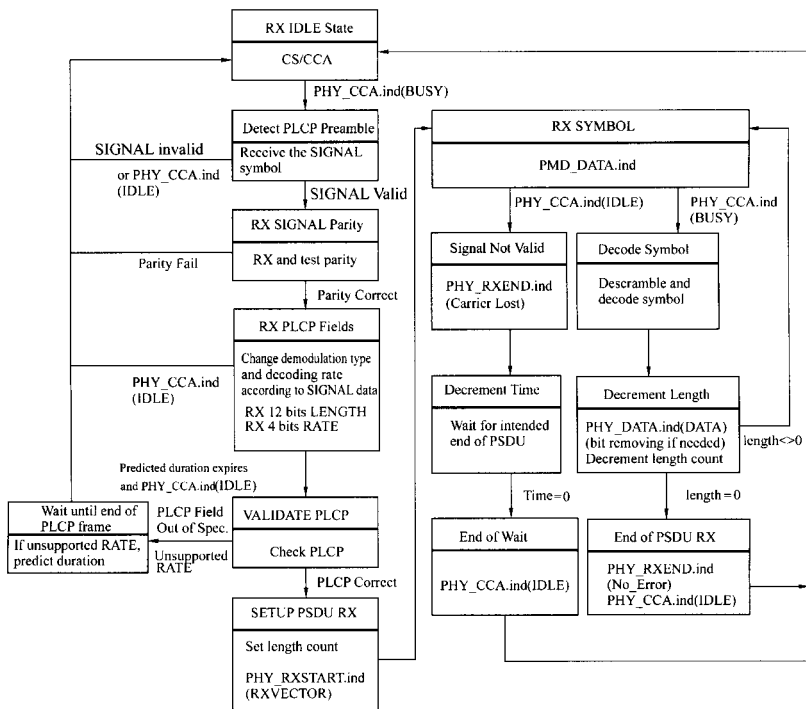 RX IDLE State
CS/CCA
PHY_CCA.ind(BUSY)
Detect PLCP Preamble
Receive the SIGNAL
symbol
SIGNAL invalid
or PHY_CCA.ind
(IDLE)
SIGNAL Valid
RX SIGNAL Parity
RX and test parity
Parity Fail
Parity Correct
RX PLCP Fields
Change demodulation type
and decoding rate
according to SIGNAL data
RX 12 bits LENGTH
RX 4 bits RATE
PHY_CCA.ind
(IDLE)
Predicted duration expires
and PHY_CCA.ind(IDLE)
Wait until end of
PLCP frame
If unsupported RATE,
predict duration
PLCP Field
Out of Spec.
Unsupported
RATE
VALIDATE PLCP
Check PLCP
PLCP Correct
SETUP PSDU RX
Set length count
PHY_RXSTART.ind
(RXVECTOR)
RX SYMBOL
PMD_DATA.ind
PHY_CCA.ind(IDLE)
PHY_CCA.ind
(BUSY)
Signal Not Valid
PHY_RXEND.ind
(Carrier Lost)
Decode Symbol
Descramble and
decode symbol
Decrement Time
Wait for intended
end of PSDU
Decrement Length
PHY_DATA.ind(DATA)
(bit removing if needed)
Decrement length count
length<>0
Time=0
length=0
End of Wait
PHY_CCA.ind(IDLE)
End of PSDU RX
PHY_RXEND.ind
(No_Error)
PHY_CCA.ind(IDLE)